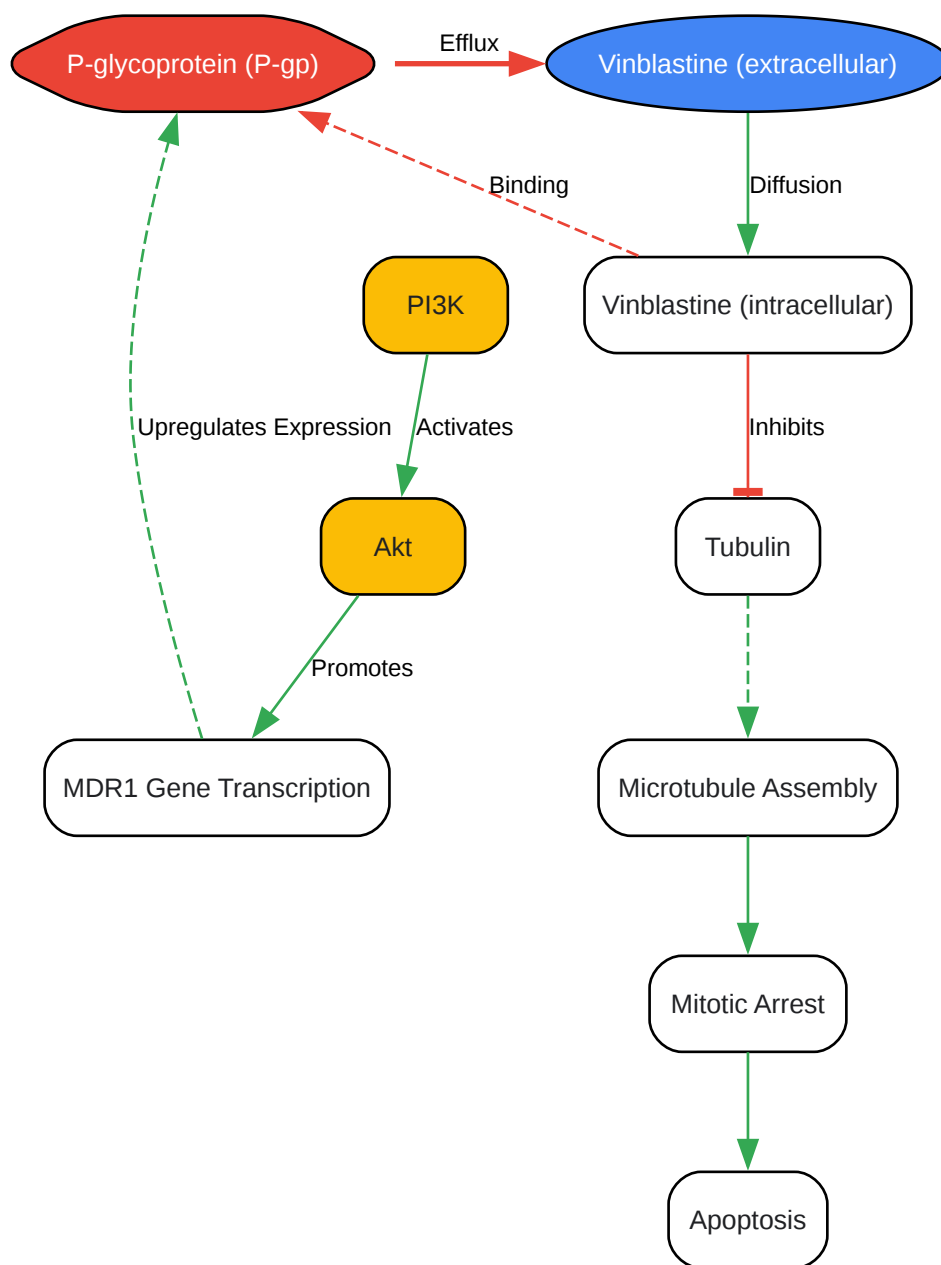 Efflux
P-glycoprotein (P-gp)
Vinblastine (extracellular)
Binding
Diffusion
PI3K
Vinblastine (intracellular)
Upregulates Expression
Activates
Inhibits
Akt
Tubulin
Promotes
MDR1 Gene Transcription
Microtubule Assembly
Mitotic Arrest
Apoptosis